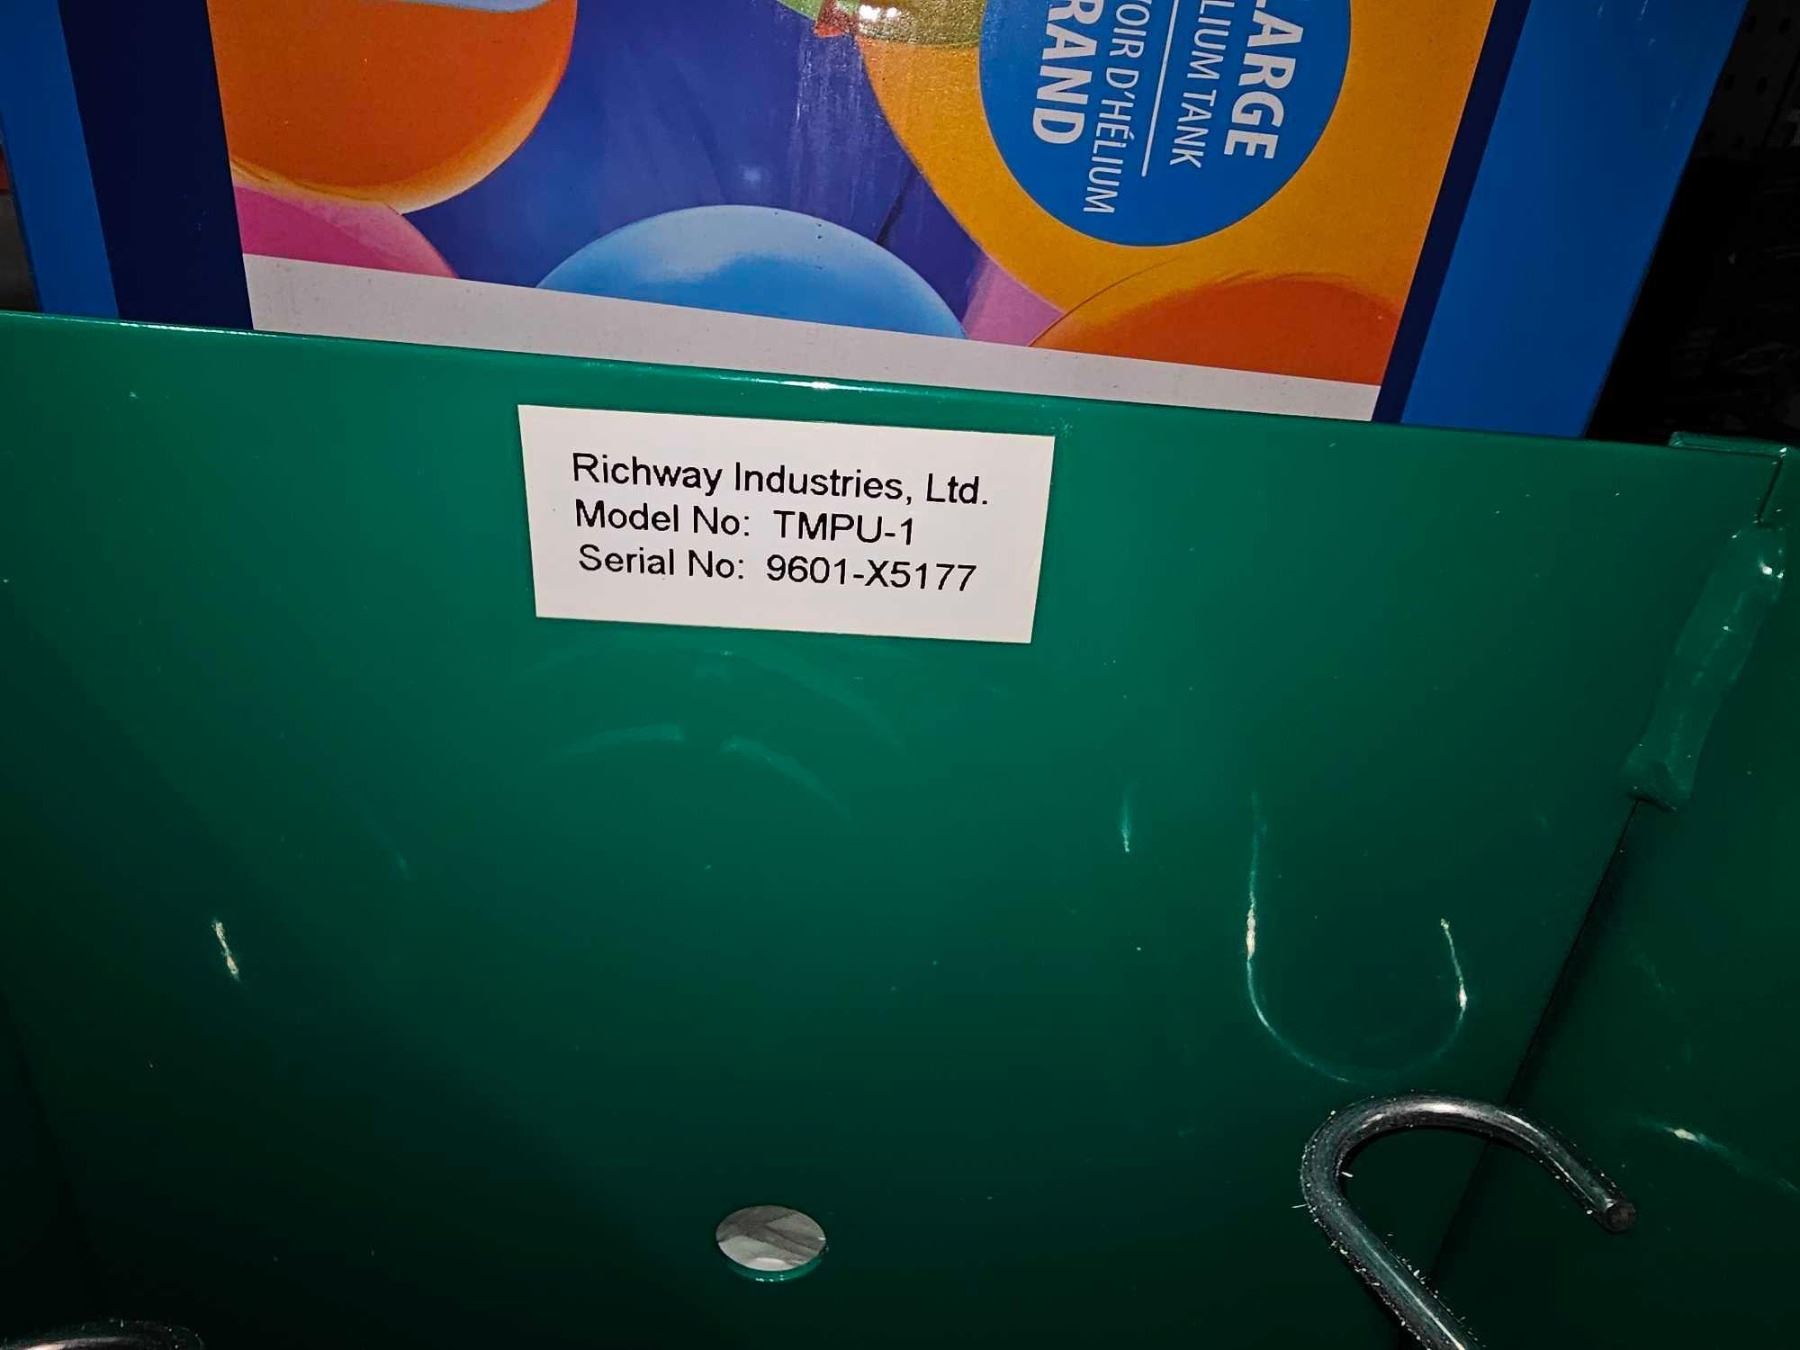 LARGE
LIUM TANK
OIR D'HÉLIUM
RAND
Richway Industries, Ltd.
Model No: TMPU-1
Serial No: 9601-X5177